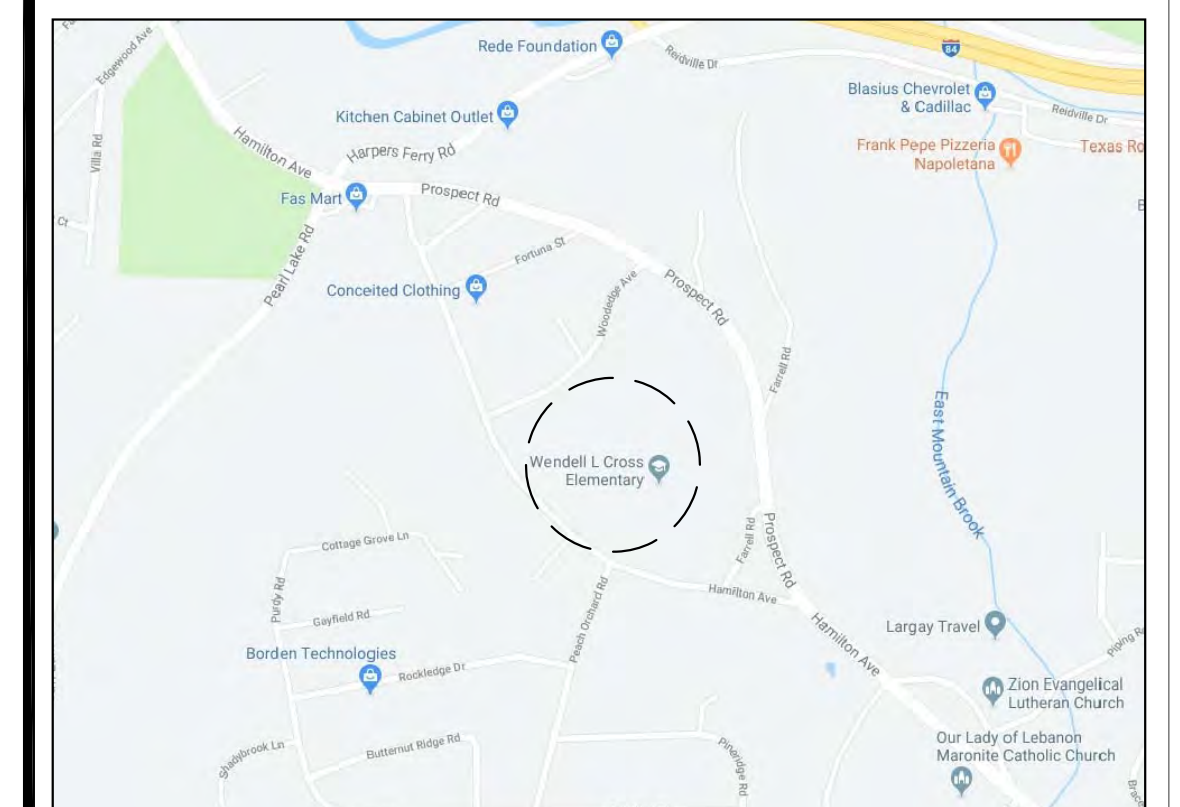 Edgewood Ave
Rede Foundation
Reidville Dr
84
Blasius Chevrolet
& Cadillac
Reidville Dr
Kitchen Cabinet Outlet
Villa Rd
Hamilton Ave
Harpers Ferry Rd
Frank Pepe Pizzeria
Napoletana
Texas Ro
Fas Mart
Prospect Rd
Ct
Pearl Lake Rd
Fortuna St
Conceited Clothing
Woodedge Ave
Prospect Rd
Farrell Rd
East Mountain Brook
Wendell L Cross
Elementary
Cottage Grove Ln
Farrell Rd
Prospect Rd
Purdy Rd
Gayfield Rd
Peach Orchard Rd
Hamilton Ave
Hamilton Ave
Largay Travel
Piping R
Borden Technologies
Rockledge Dr
Zion Evangelical
Lutheran Church
Shadybrook Ln
Butternut Ridge Rd
Pineridge Rd
Our Lady of Lebanon
Maronite Catholic Church
Brace